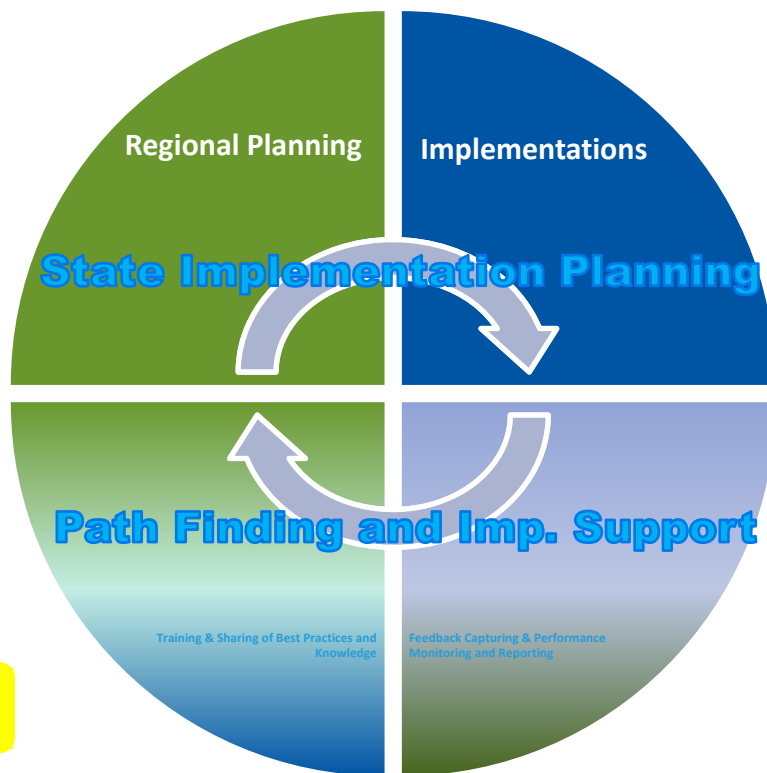 Regional Planning
Implementations
State Implementation Planning
Path Finding and Imp. Support
Training & Sharing of Best Practices and
Knowledge
Feedback Capturing & Performance
Monitoring and Reporting